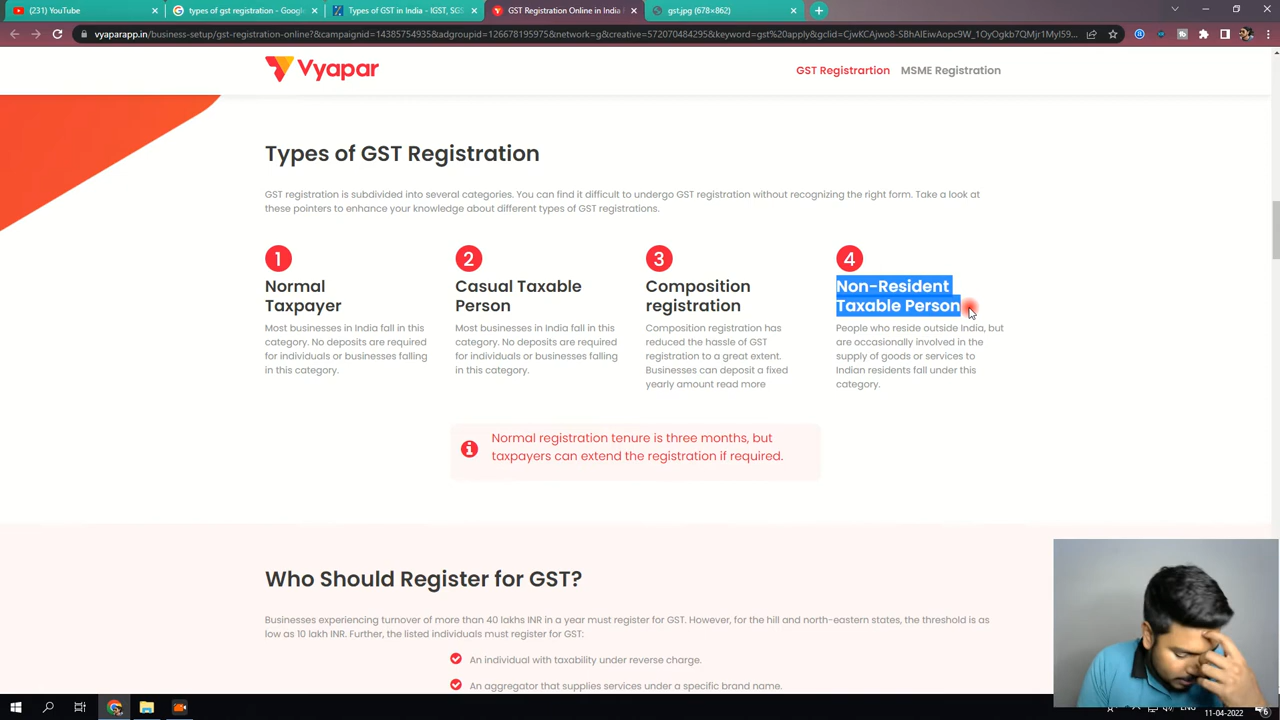 (231) YouTube
types of gst registration - Google
Types of GST in India - IGST, SGS
GST Registration Online in India
gst.jpg (678×862)
vyaparapp.in/business-setup/gst-registration-online?&campaignid=14385754935&adgroupid=126678195975&network=g&creative=572070484295&keyword=gst%20apply&gclid=
Vyapar
GST Registrartion
MSME Registration
Types of GST Registration
GST registration is subdivided into several categories. You can find it difficult to undergo GST registration without recognizing the right form. Take a look at
these pointers to enhance your knowledge about different types of GST registrations.
1
Normal
Taxpayer
Most businesses in India fall in this
category. No deposits are required
for individuals or businesses falling
in this category.
2
Casual Taxable
Person
Most businesses in India fall in this
category. No deposits are required
for individuals or businesses falling
in this category.
3
Composition
registration
Composition registration has
reduced the hassle of GST
registration to a great extent.
Businesses can deposit a fixed
yearly amount read more
4
Non-Resident
Taxable Person
People who reside outside India, but
are occasionally involved in the
supply of goods or services to
Indian residents fall under this
category.
Normal registration tenure is three months, but
taxpayers can extend the registration if required.
Who Should Register for GST?
Businesses experiencing turnover of more than 40 lakhs INR in a year must register for GST. However, for the hill and north-eastern states, the threshold is as
low as 10 lakh INR. Further, the listed individuals must register for GST:
An individual with taxability under reverse charge.
An aggregator that supplies services under a specific brand name.
11-04-2022